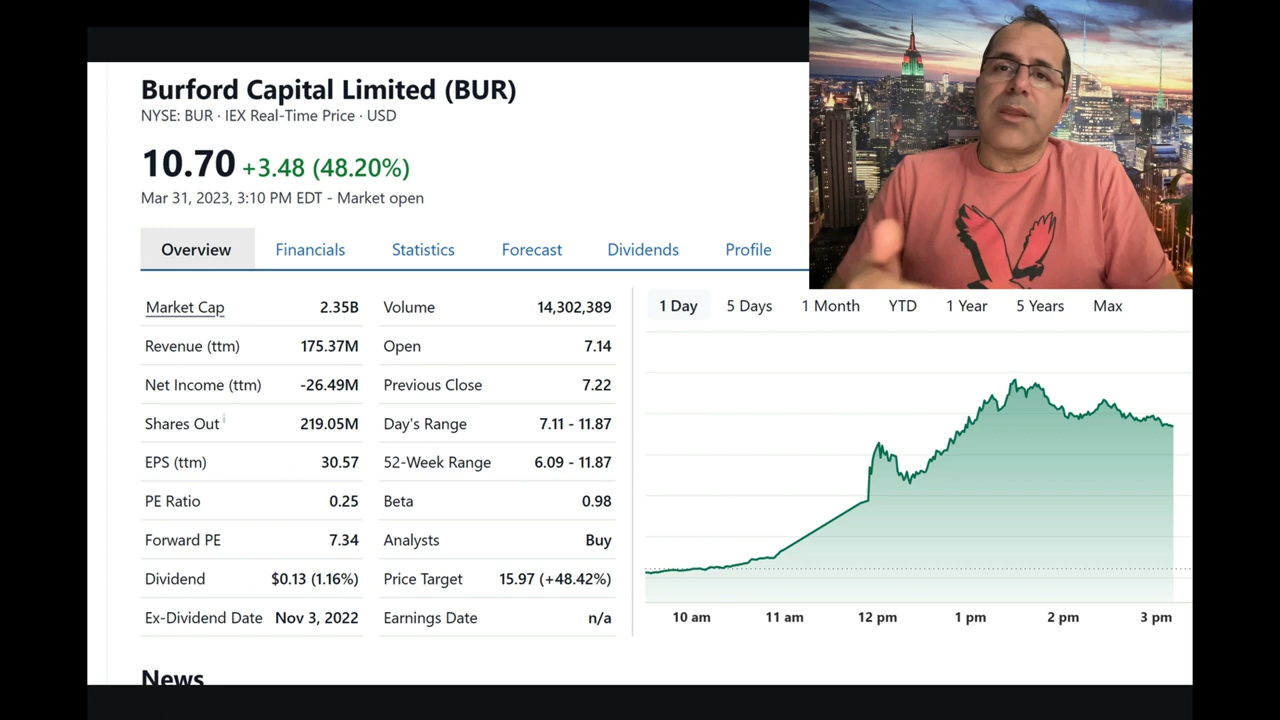 Burford Capital Limited (BUR)
NYSE: BUR · IEX Real-Time Price · USD
10.70 +3.48 (48.20%)
Mar 31, 2023, 3:10 PM EDT - Market open
Overview Financials Statistics Forecast Dividends Profile
Market Cap 2.35B Volume 14,302,389
Revenue (ttm) 175.37M Open 7.14
Net Income (ttm) -26.49M Previous Close 7.22
Shares Out 219.05M Day's Range 7.11 - 11.87
EPS (ttm) 30.57 52-Week Range 6.09 - 11.87
PE Ratio 0.25 Beta 0.98
Forward PE 7.34 Analysts Buy
Dividend $0.13 (1.16%) Price Target 15.97 (+48.42%)
Ex-Dividend Date Nov 3, 2022 Earnings Date n/a
1 Day 5 Days 1 Month YTD 1 Year 5 Years Max
10 am 11 am 12 pm 1 pm 2 pm 3 pm
News